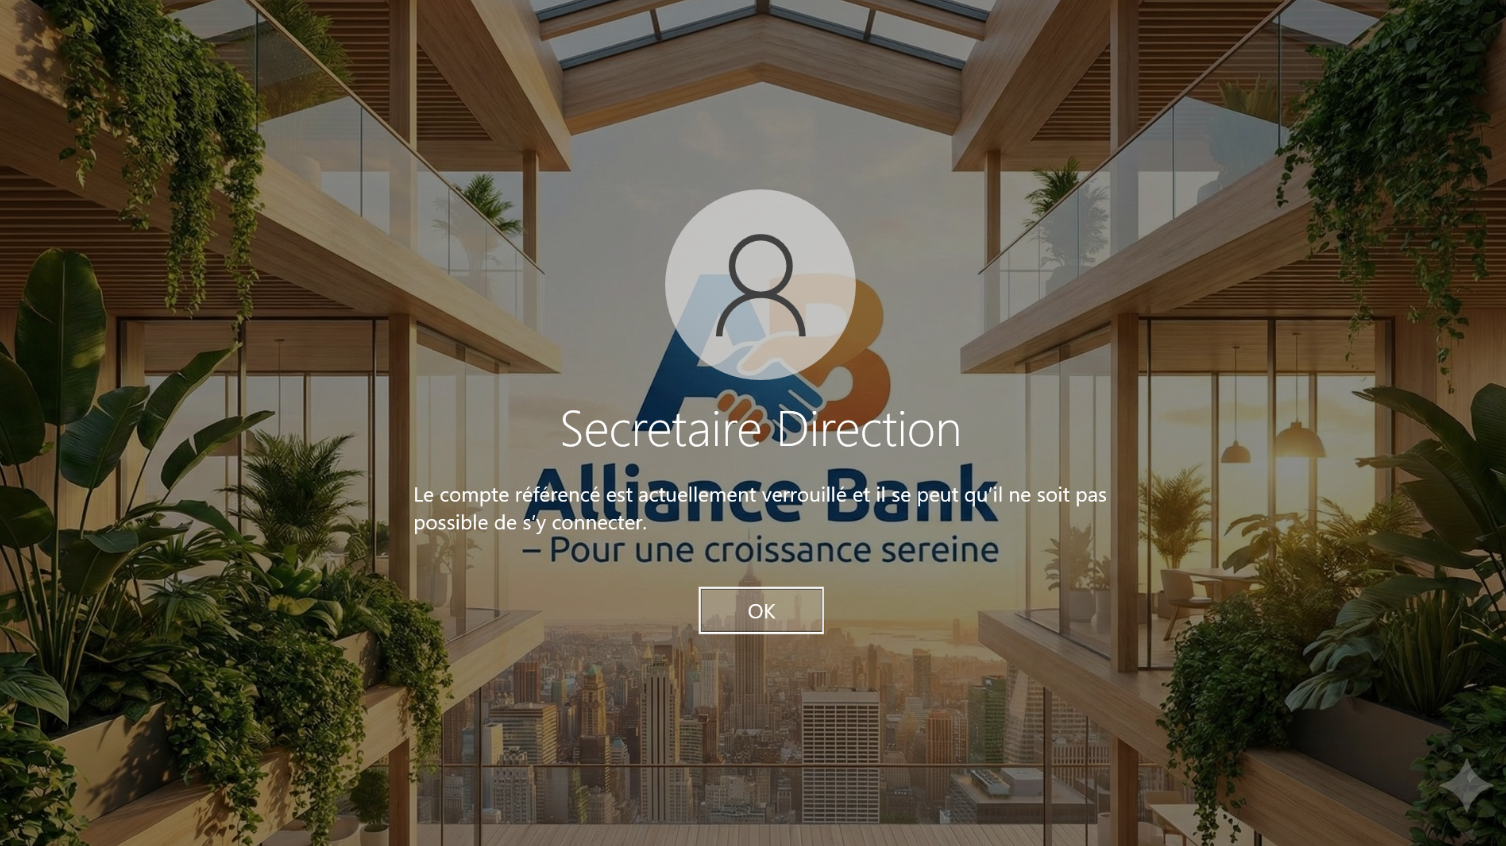 AB
Secretaire Direction
Alliance Bank
Le compte référencé est actuellement verrouillé et il se peut qu'il ne soit pas
possible de s'y connecter.
– Pour une croissance sereine
OK